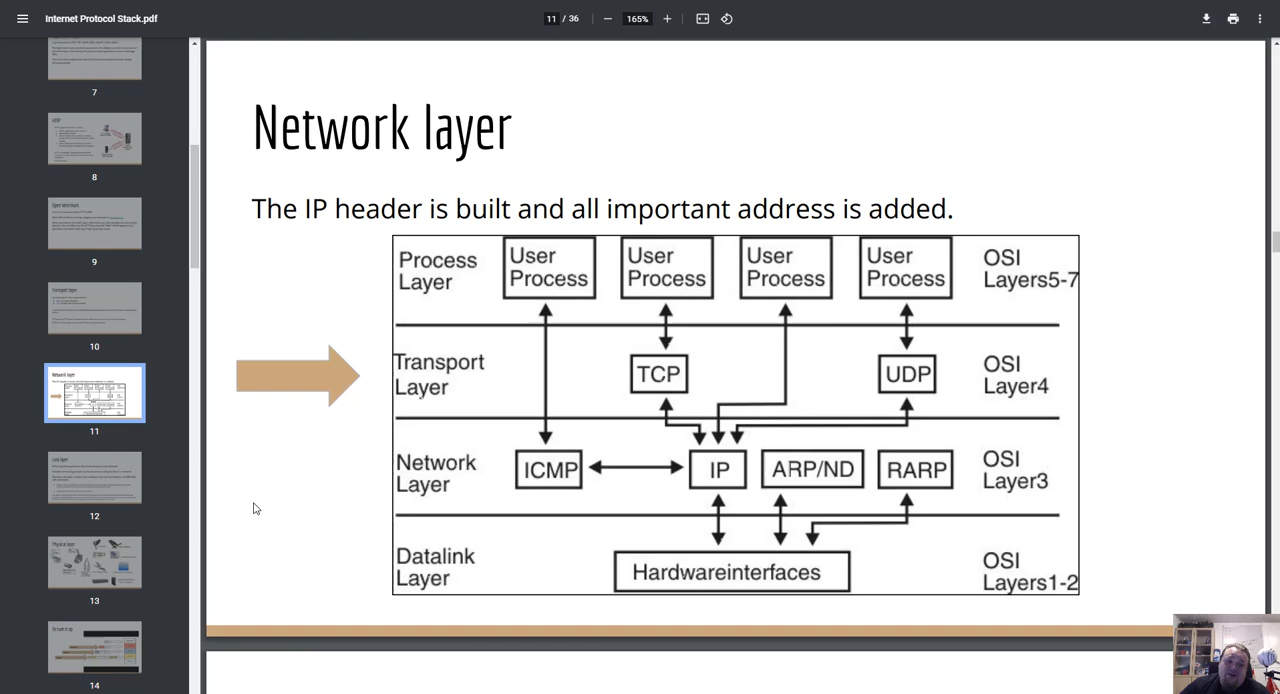 Internet Protocol Stack.pdf
11 / 36
165%
7
8
9
10
Network layer
11
12
13
14
Network layer
The IP header is built and all important address is added.
Process
Layer
User
Process
User
Process
User
Process
User
Process
OSI
Layers5-7
Transport
Layer
TCP
UDP
OSI
Layer4
Network
Layer
ICMP
IP
ARP/ND
RARP
OSI
Layer3
Datalink
Layer
Hardwareinterfaces
OSI
Layers1-2